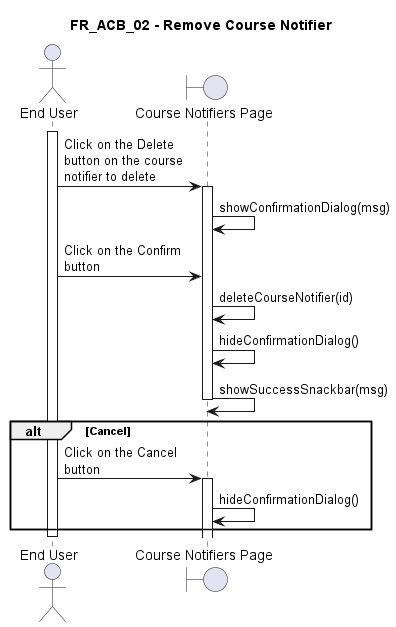 FR_ACB_02 - Remove Course Notifier
End User
Course Notifiers Page
Click on the Delete
button on the course
notifier to delete
showConfirmationDialog(msg)
Click on the Confirm
button
deleteCourseNotifier(id)
hideConfirmationDialog()
showSuccessSnackbar(msg)
alt
[Cancel]
Click on the Cancel
button
hideConfirmationDialog()
End User
Course Notifiers Page